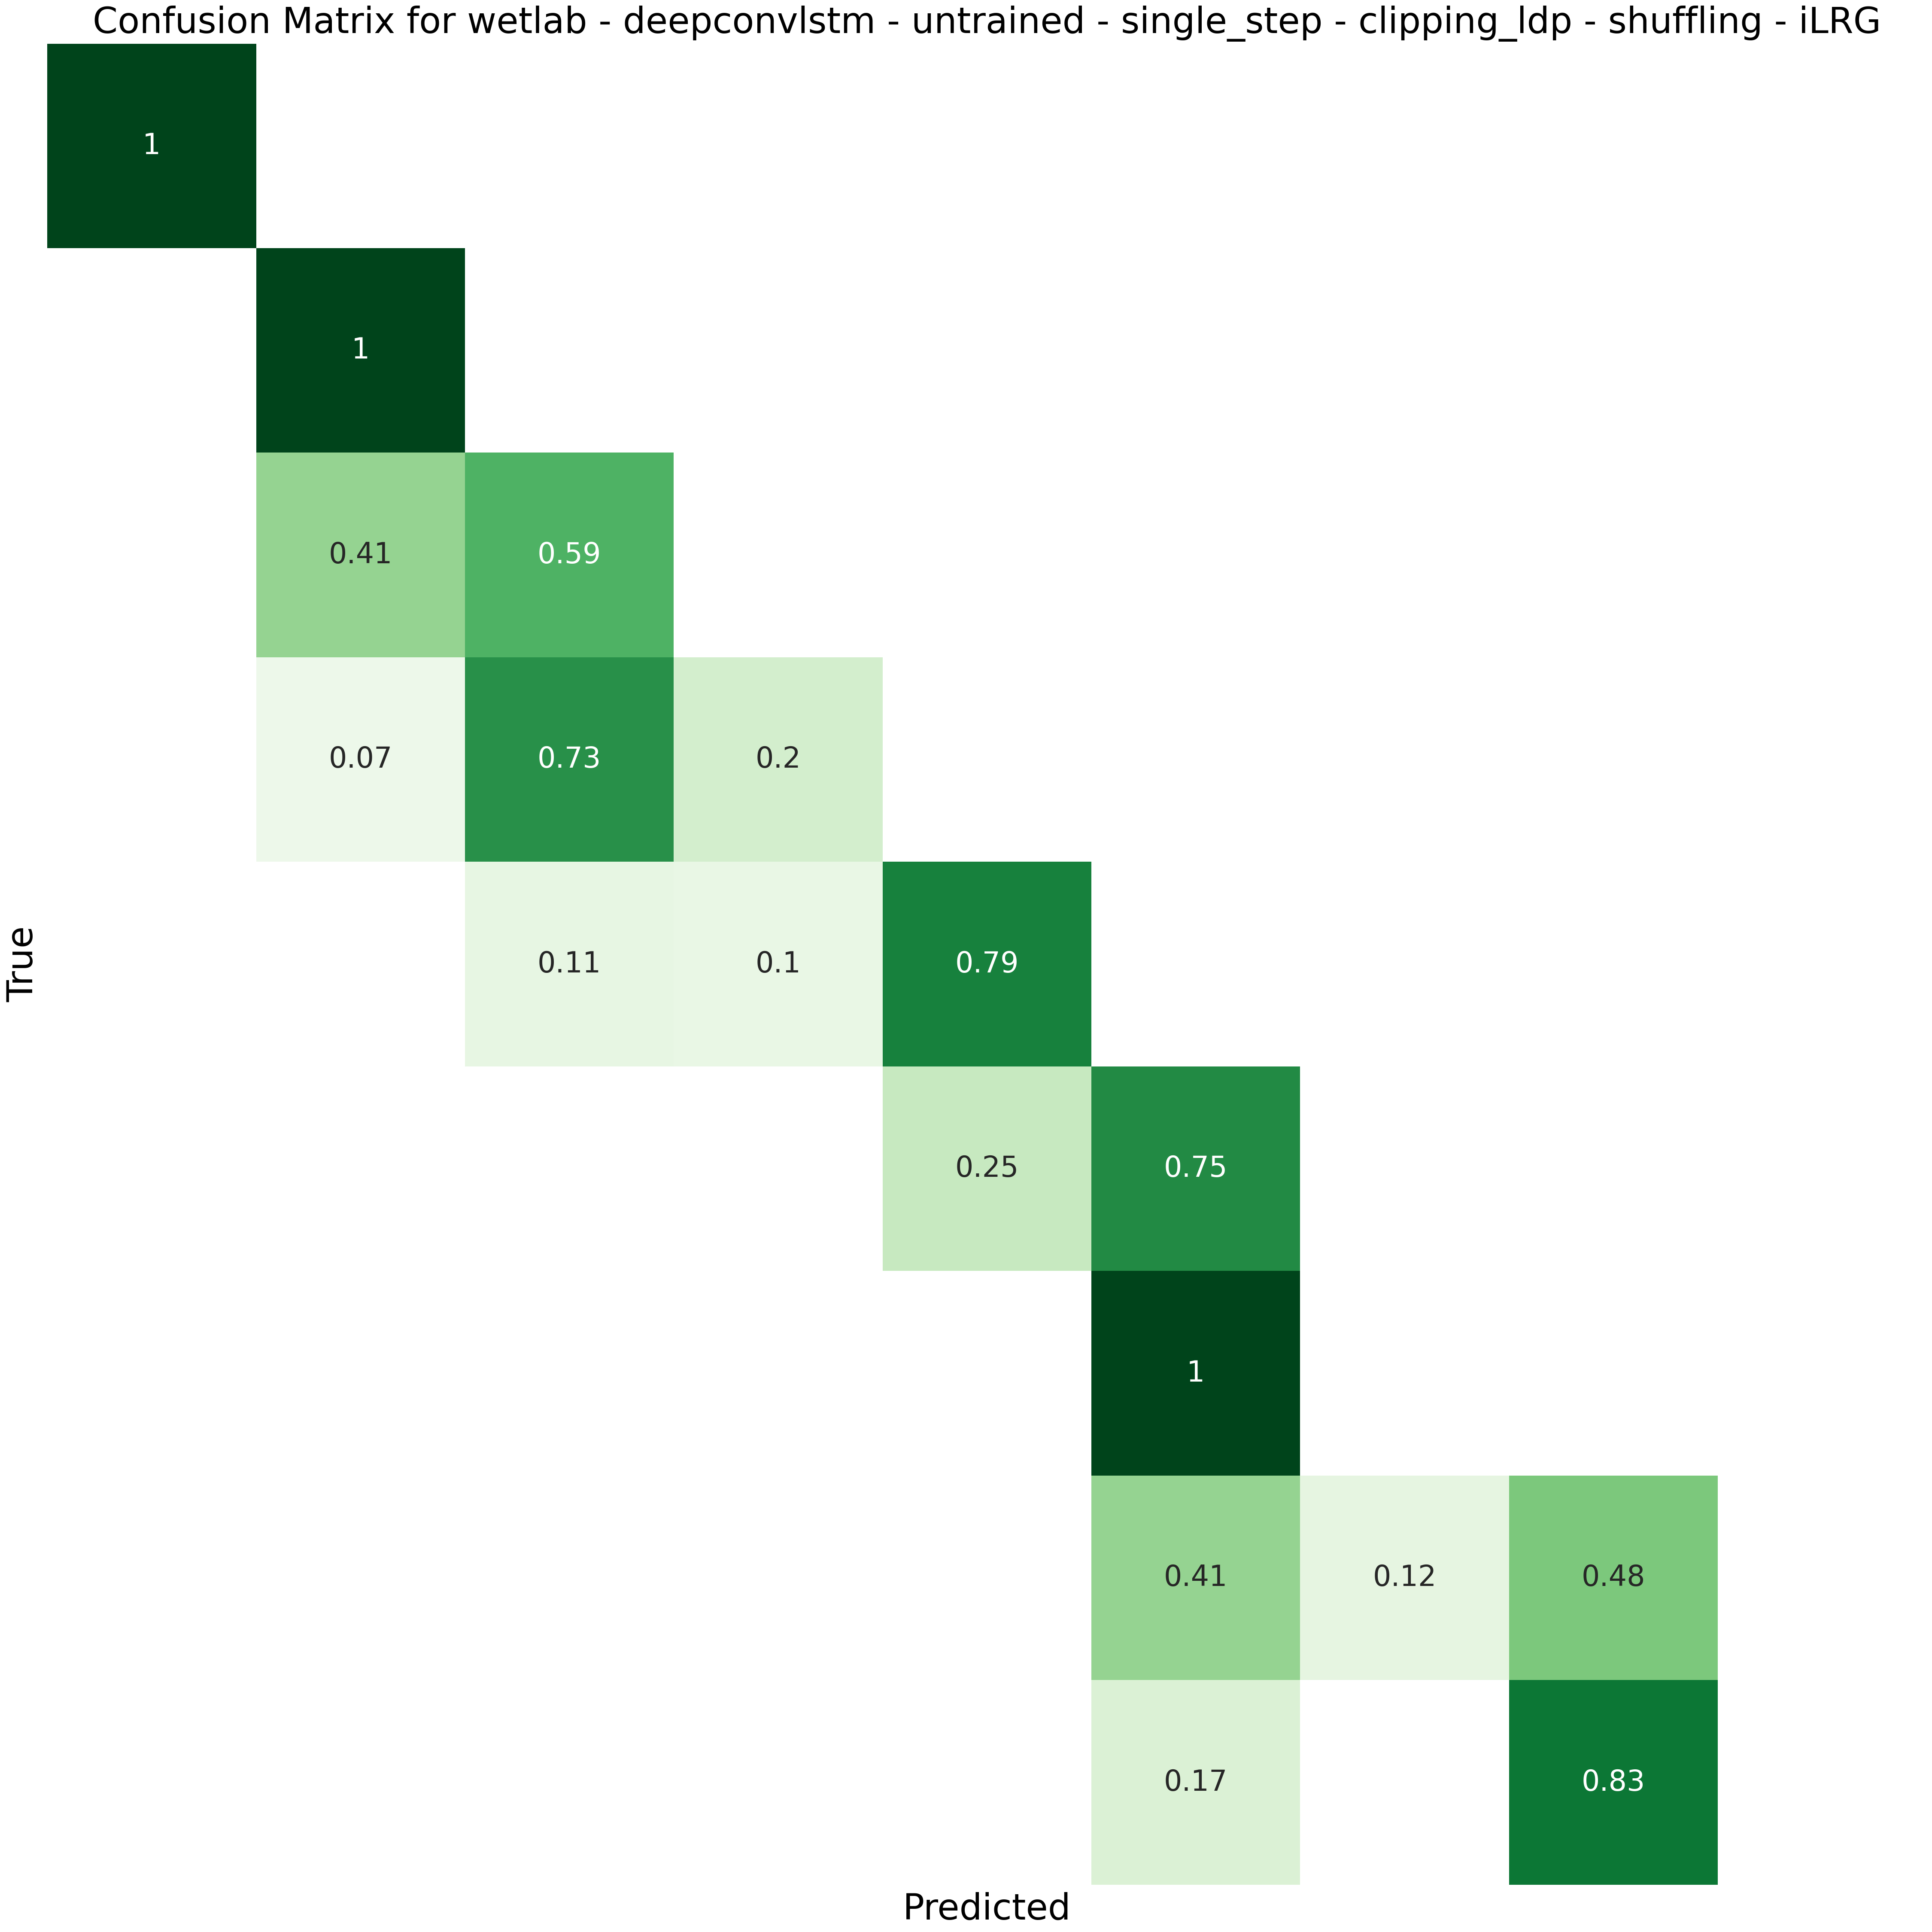 Confusion Matrix for wetlab - deepconvlstm - untrained - single_step - clipping_ldp - shuffling - iLRG
1
1
0.41 0.59
0.07 0.73 0.2
0.11 0.1 0.79
0.25 0.75
1
0.41 0.12 0.48
0.17 0.83
True
Predicted